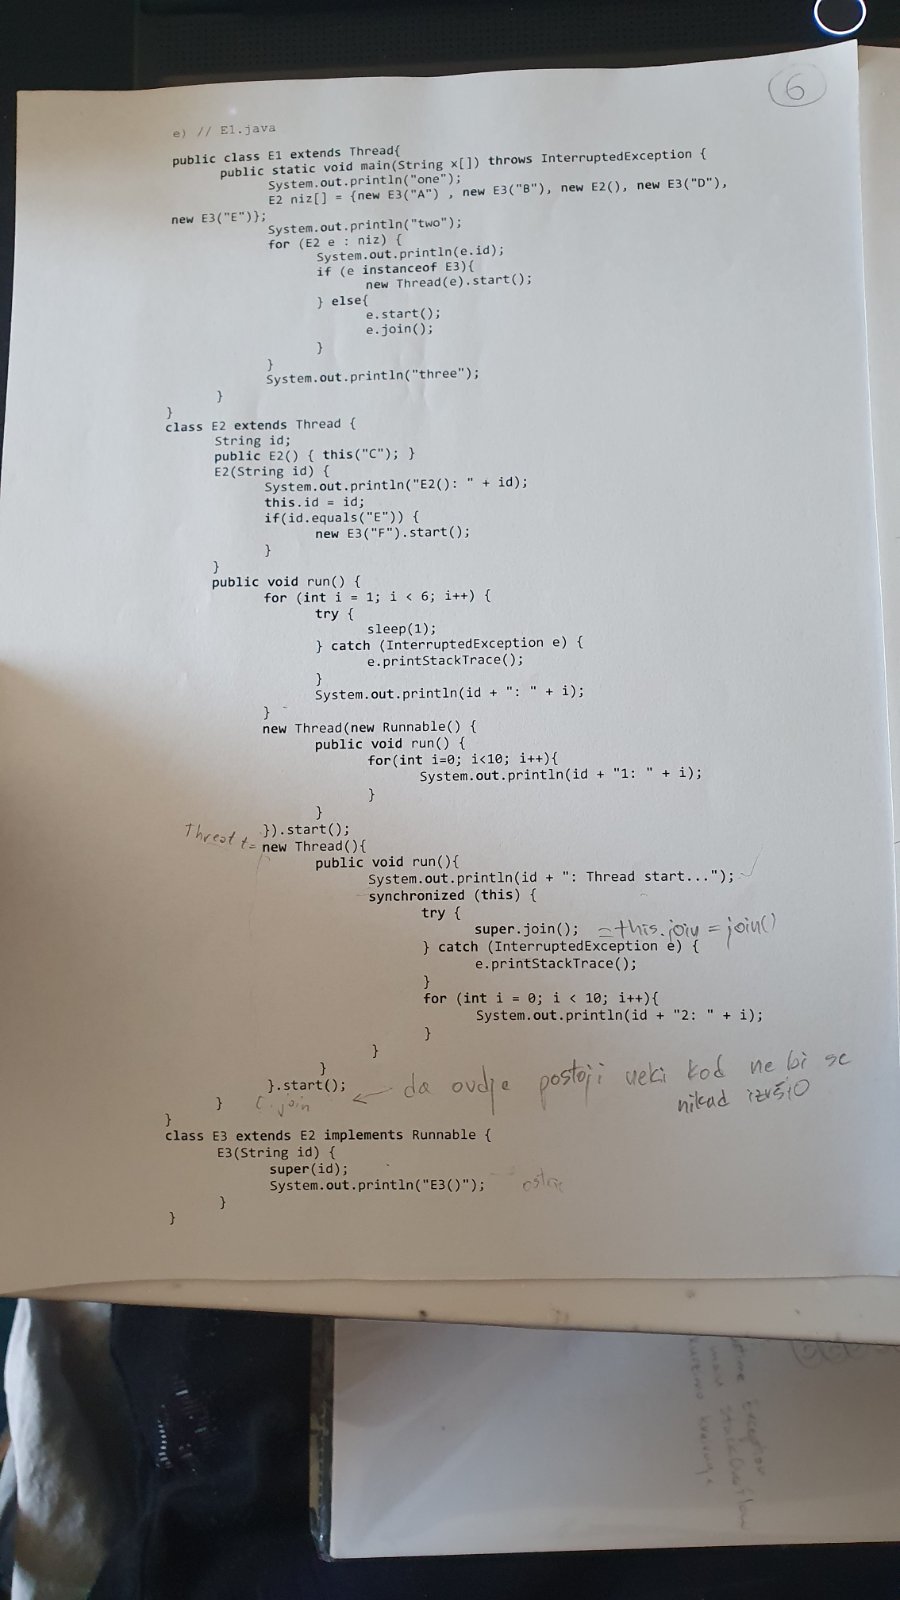 6
e) // E1.java
public class E1 extends Thread{
public static void main(String x[]) throws InterruptedException {
System.out.println("one");
E2 niz[] = {new E3("A") , new E3("B"), new E2(), new E3("D"),
new E3("E")};
System.out.println("two");
for (E2 e : niz) {
System.out.println(e.id);
if (e instanceof E3){
new Thread(e).start();
} else{
e.start();
e.join();
}
}
System.out.println("three");
}
}
class E2 extends Thread {
String id;
public E2() { this("C"); }
E2(String id) {
System.out.println("E2(): " + id);
this.id = id;
if(id.equals("E")) {
new E3("F").start();
}
}
public void run() {
for (int i = 1; i < 6; i++) {
try {
sleep(1);
} catch (InterruptedException e) {
e.printStackTrace();
}
System.out.println(id + ": " + i);
}
new Thread(new Runnable() {
public void run() {
for(int i=0; i<10; i++){
System.out.println(id + "1: " + i);
}
}
}).start();
t= new Thread(){
public void run(){
System.out.println(id + ": Thread start...");
synchronized (this) {
try {
super.join(); = this.join = join()
} catch (InterruptedException e) {
e.printStackTrace();
}
for (int i = 0; i < 10; i++){
System.out.println(id + "2: " + i);
}
}
}
}.start(); da ovdje postoji neki kod ne bi se
nikad izvršio
} join
}
class E3 extends E2 implements Runnable {
E3(String id) {
super(id);
System.out.println("E3()");
}
}